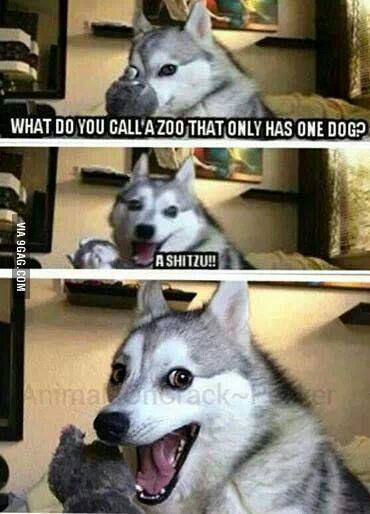 WHAT DO YOU CALL A ZOO THAT ONLY HAS ONE DOG?
A SHITZU!!
VIA 9GAG.COM